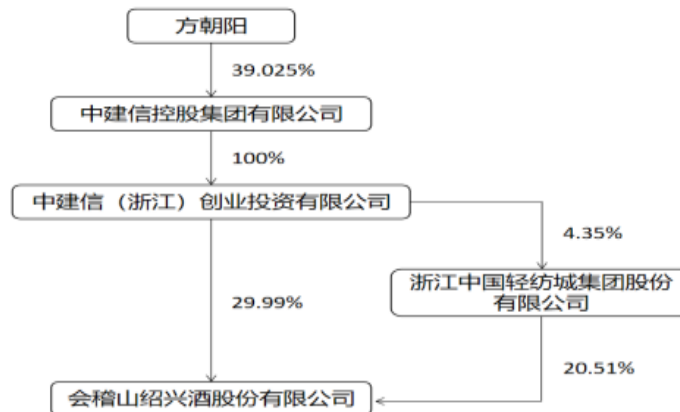 方朝阳
39.025%
中建信控股集团有限公司
100%
中建信（浙江）创业投资有限公司
4.35%
浙江中国轻纺城集团股份
有限公司
29.99%
20.51%
会稽山绍兴酒股份有限公司